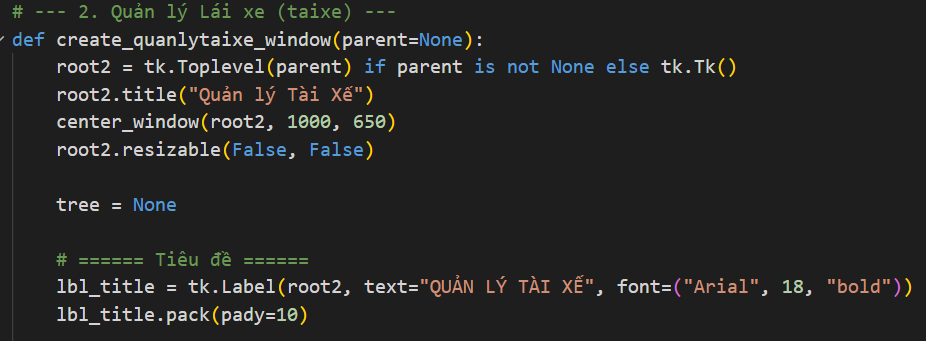 # --- 2. Quản lý Lái xe (taixe) ---
def create_quanlytaixe_window(parent=None):
    root2 = tk.Toplevel(parent) if parent is not None else tk.Tk()
    root2.title("Quản lý Tài Xế")
    center_window(root2, 1000, 650)
    root2.resizable(False, False)

    tree = None

    # ====== Tiêu đề ======
    lbl_title = tk.Label(root2, text="QUẢN LÝ TÀI XẾ", font=("Arial", 18, "bold"))
    lbl_title.pack(pady=10)